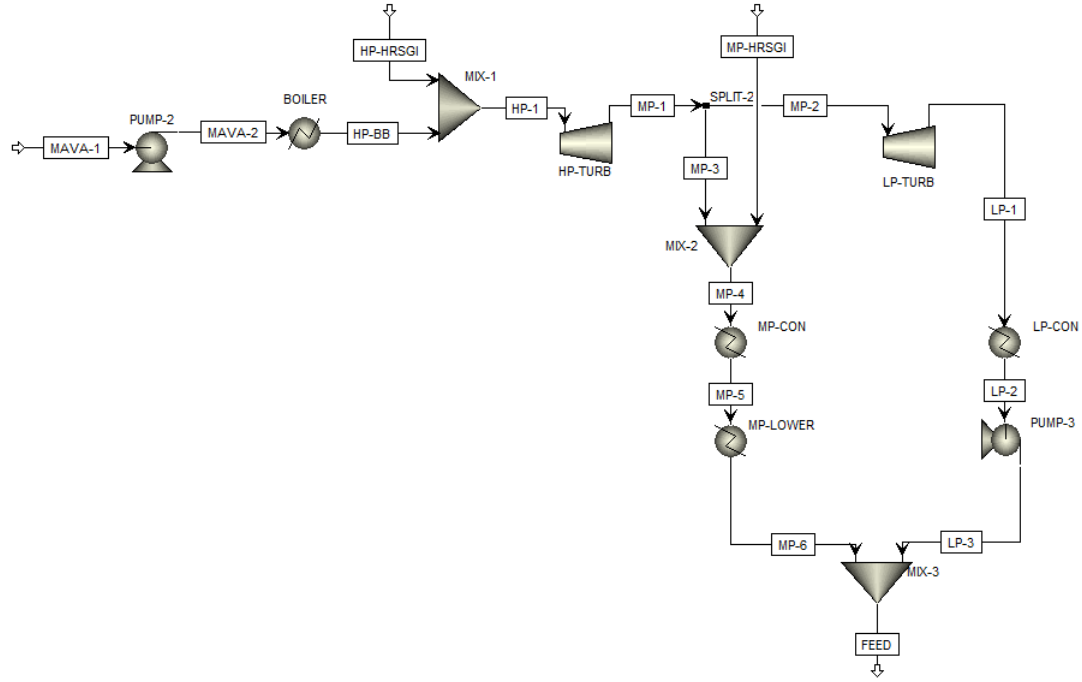 HP-HRSGI
MP-HRSGI
MIX-1
BOILER
HP-1
MP-1
SPLIT-2
MP-2
PUMP-2
MAVA-2
HP-BB
MAVA-1
HP-TURB
MP-3
LP-TURB
LP-1
MIX-2
MP-4
MP-CON
LP-CON
MP-5
LP-2
MP-LOWER
PUMP-3
MP-6
LP-3
MIX-3
FEED